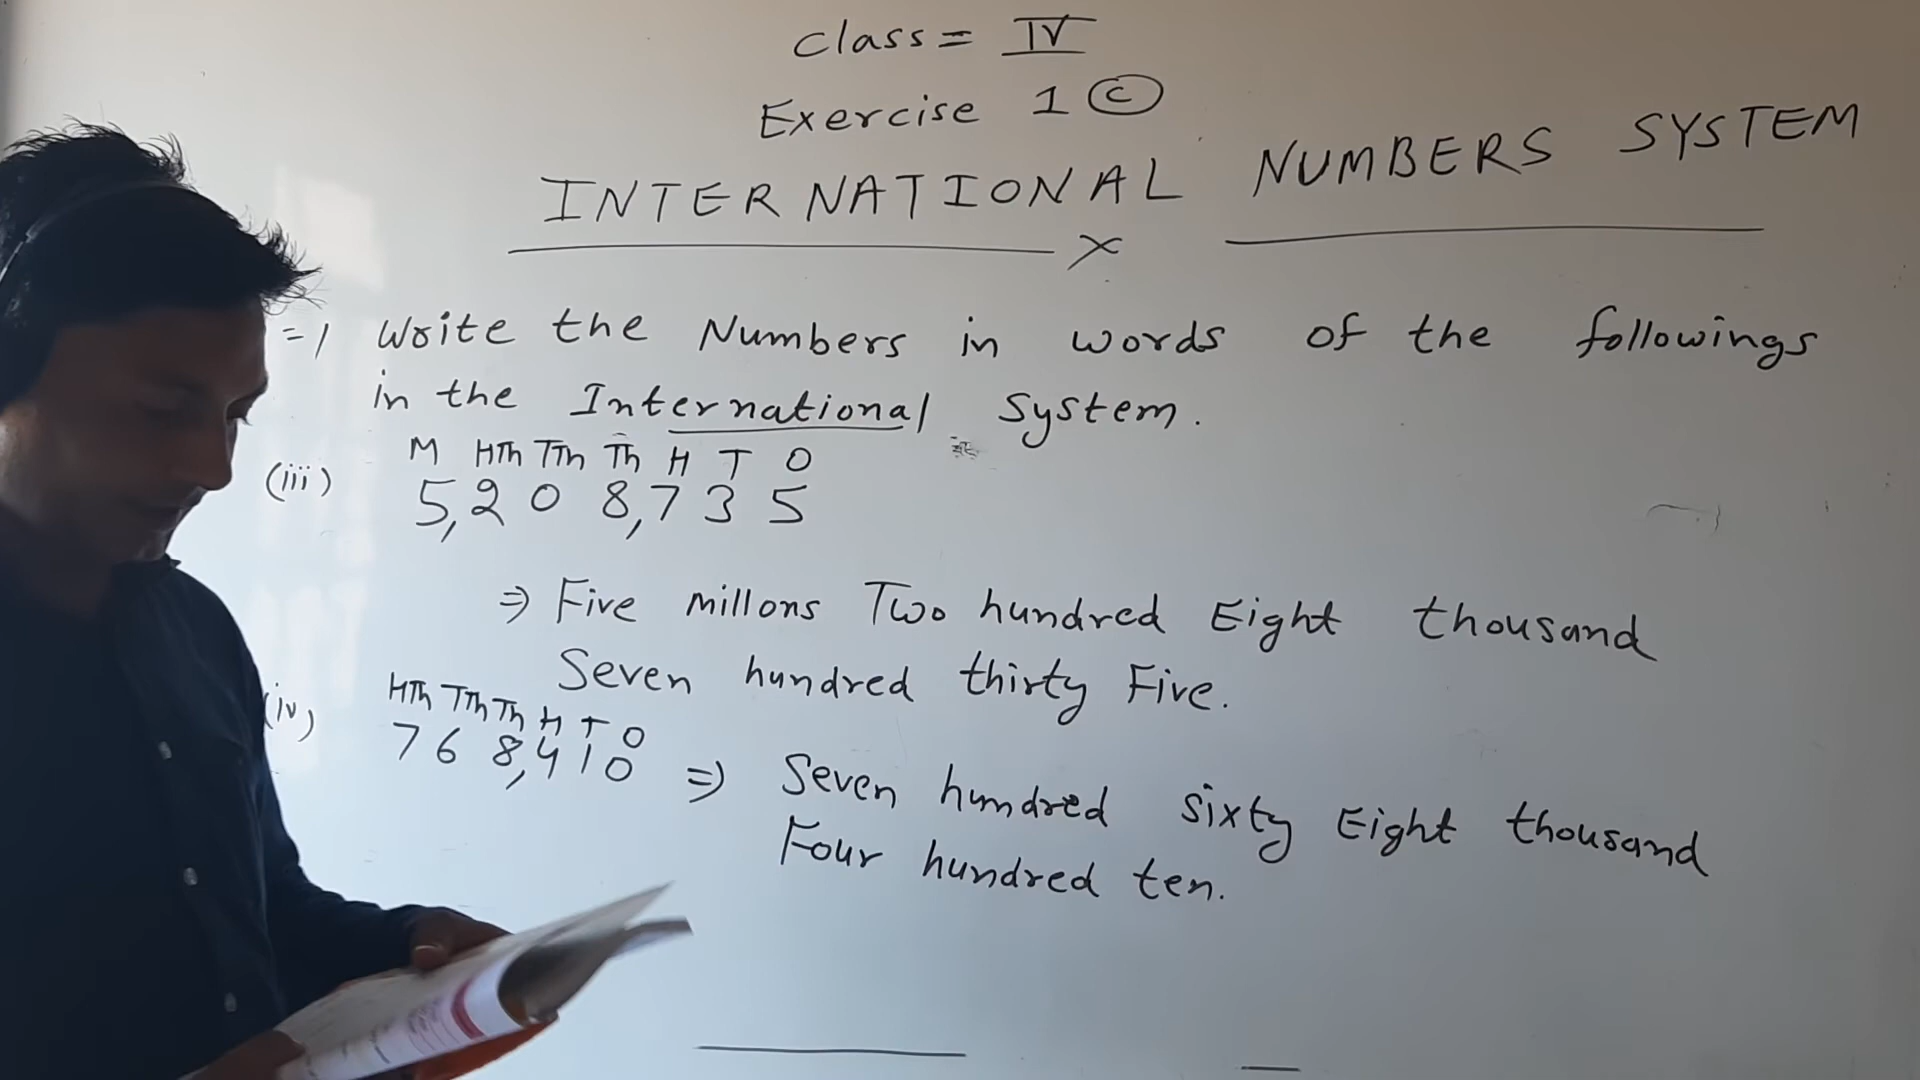 Class = IV
Exercise 1 (C)
INTERNATIONAL NUMBERS SYSTEM
=1 Write the Numbers in words of the followings
in the International System.
M HTh TTh Th H T O
(iii) 5,208,735
⇒ Five millons Two hundred Eight thousand
Seven hundred thirty Five.
HTh TTh Th H T O
(iv) 768,410 ⇒ Seven hundred sixty Eight thousand
Four hundred ten.